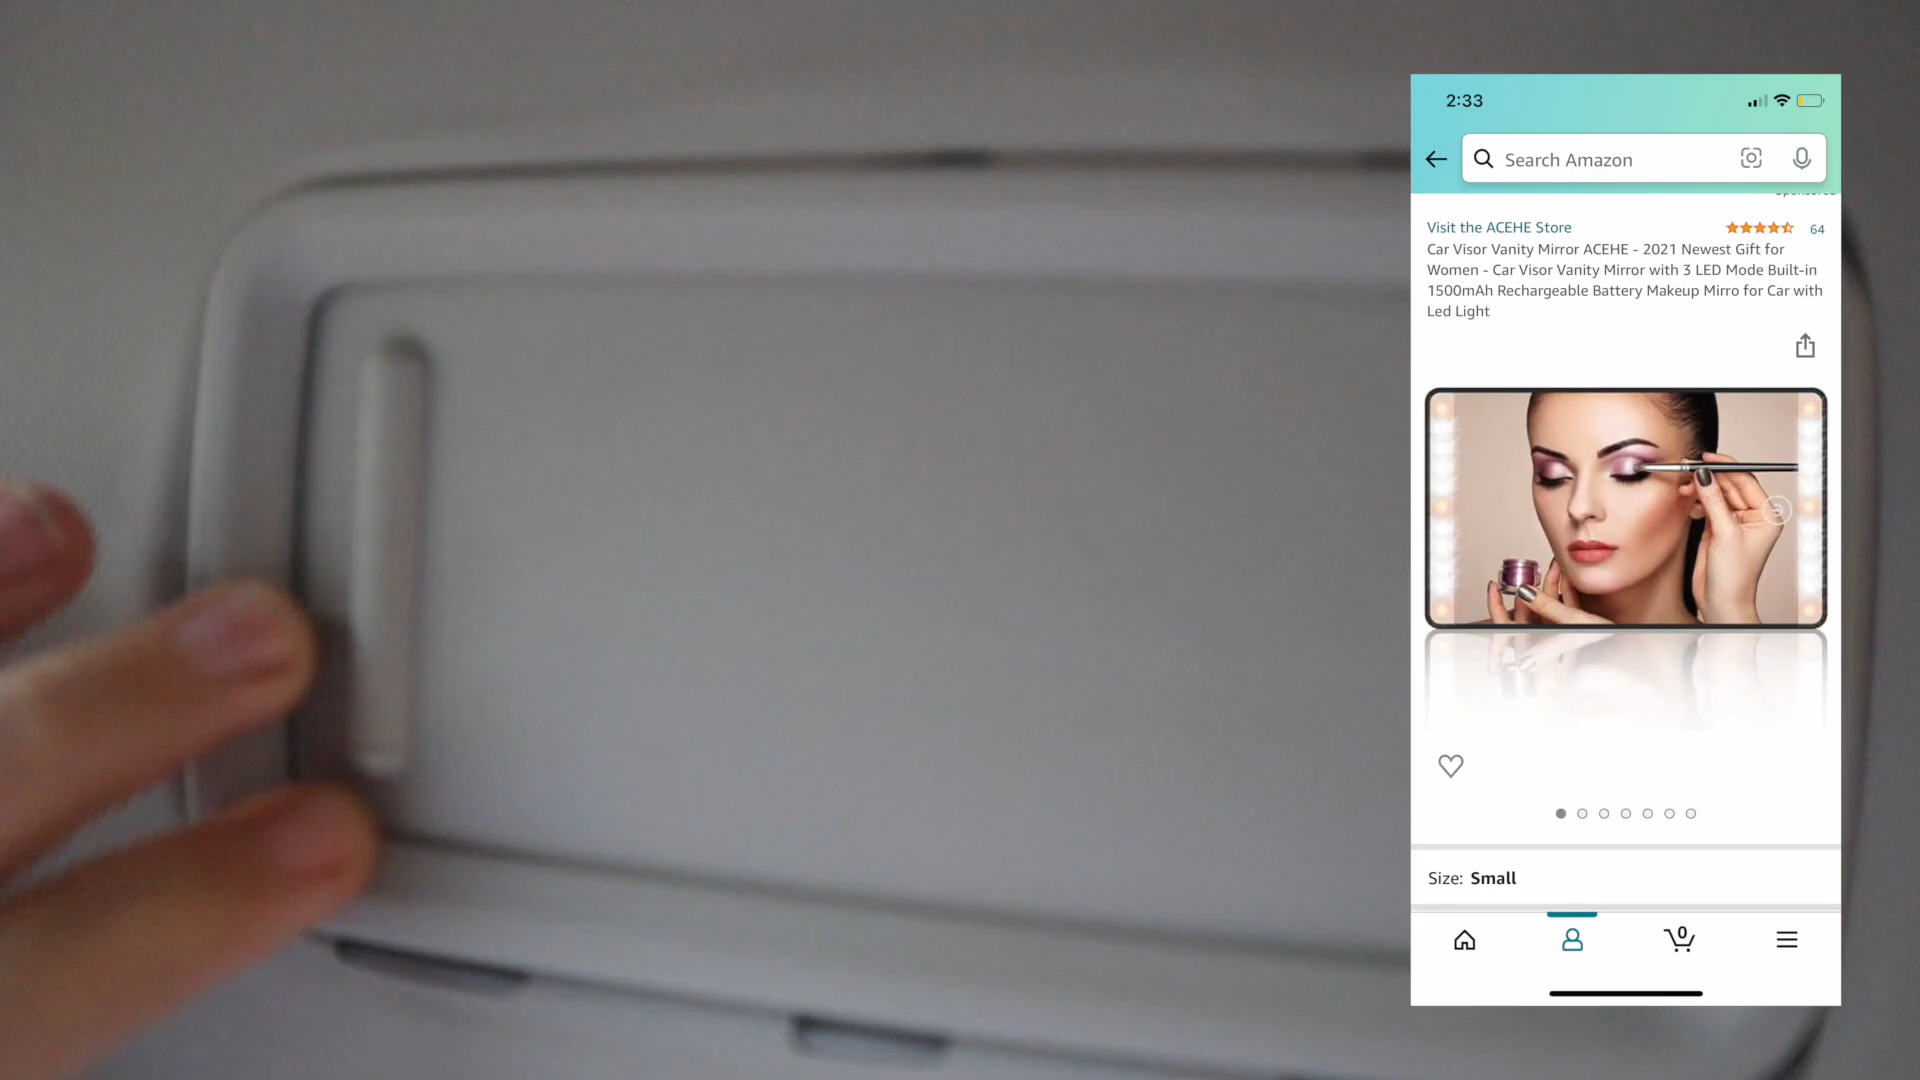 2:33
Search Amazon
Visit the ACEHE Store
64
Car Visor Vanity Mirror ACEHE - 2021 Newest Gift for
Women - Car Visor Vanity Mirror with 3 LED Mode Built-in
1500mAh Rechargeable Battery Makeup Mirro for Car with
Led Light
Size: Small
0